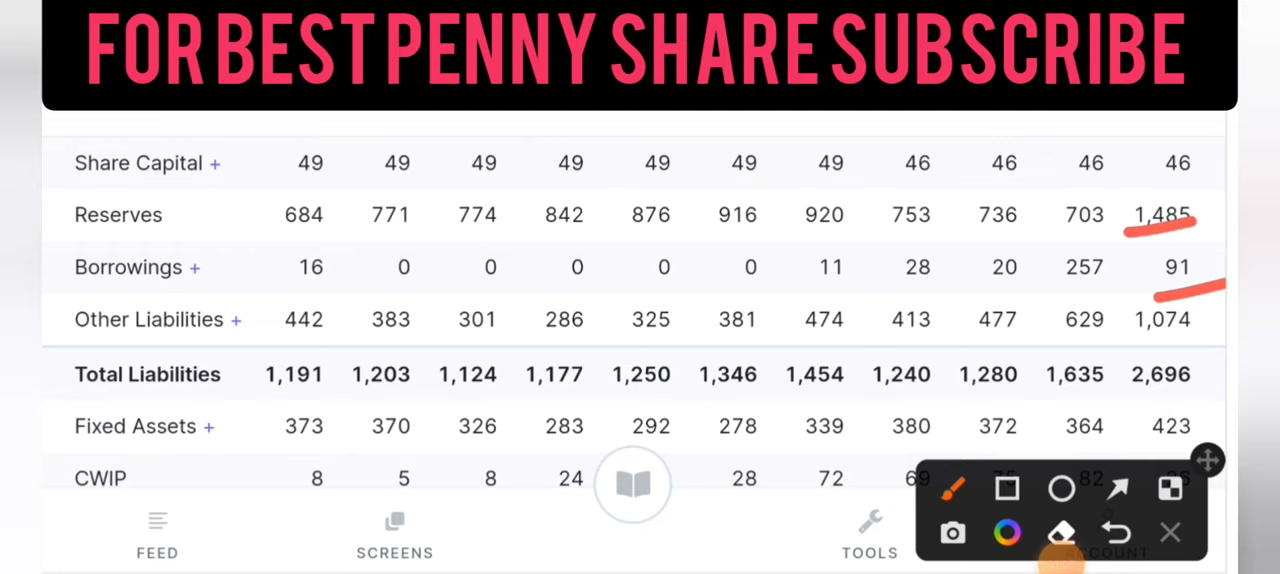 FOR BEST PENNY SHARE SUBSCRIBE
Share Capital + 49 49 49 49 49 49 49 46 46 46 46
Reserves 684 771 774 842 876 916 920 753 736 703 1,485
Borrowings + 16 0 0 0 0 0 11 28 20 257 91
Other Liabilities + 442 383 301 286 325 381 474 413 477 629 1,074
Total Liabilities 1,191 1,203 1,124 1,177 1,250 1,346 1,454 1,240 1,280 1,635 2,696
Fixed Assets + 373 370 326 283 292 278 339 380 372 364 423
CWIP 8 5 8 24 28 72 69 82
FEED SCREENS TOOLS ACCOUNT